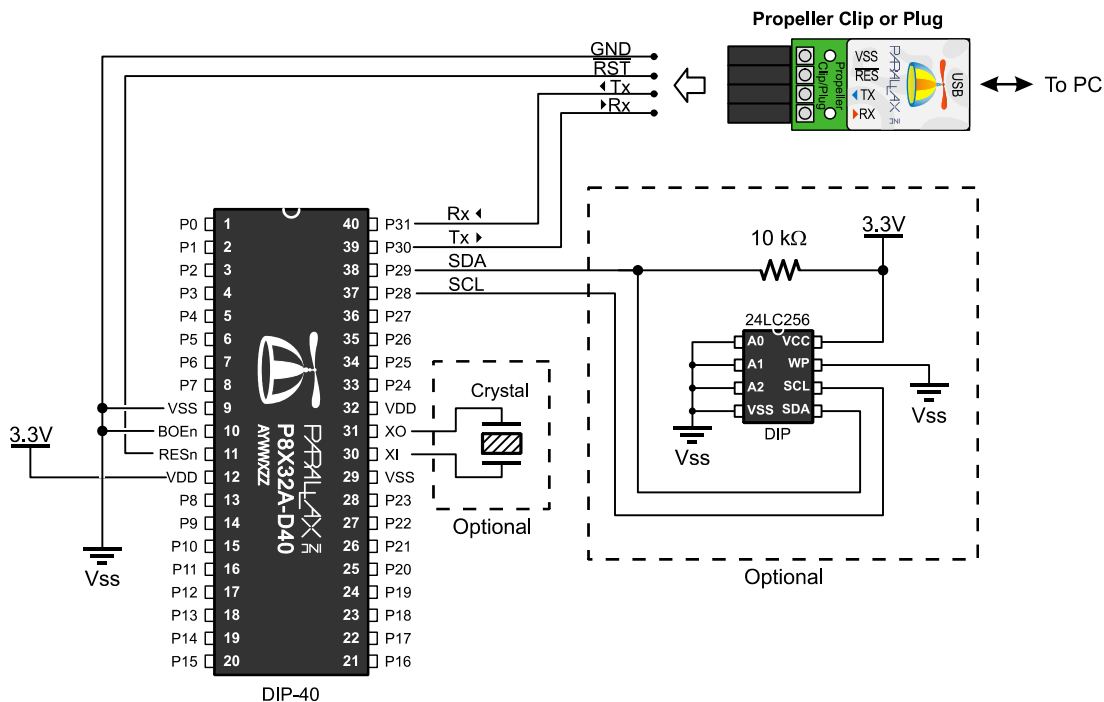 Propeller Clip or Plug
GND
RST
◂Tx
▸Rx
Propeller
Clip/Plug
VSS
RES
◂TX
▸RX
PARALLAX INC
USB
To PC
P0 1
P1 2
P2 3
P3 4
P4 5
P5 6
P6 7
P7 8
VSS 9
BOEn 10
RESn 11
VDD 12
P8 13
P9 14
P10 15
P11 16
P12 17
P13 18
P14 19
P15 20
40 P31
39 P30
38 P29
37 P28
36 P27
35 P26
34 P25
33 P24
32 VDD
31 XO
30 XI
29 VSS
28 P23
27 P22
26 P21
25 P20
24 P19
23 P18
22 P17
21 P16
PARALLAX INC
P8X32A-D40
AYWWXZZ
DIP-40
3.3V
Vss
Rx ◂
Tx ▸
SDA
SCL
Crystal
Optional
10 kΩ
3.3V
24LC256
A0 VCC
A1 WP
A2 SCL
VSS SDA
DIP
Vss
Vss
Optional